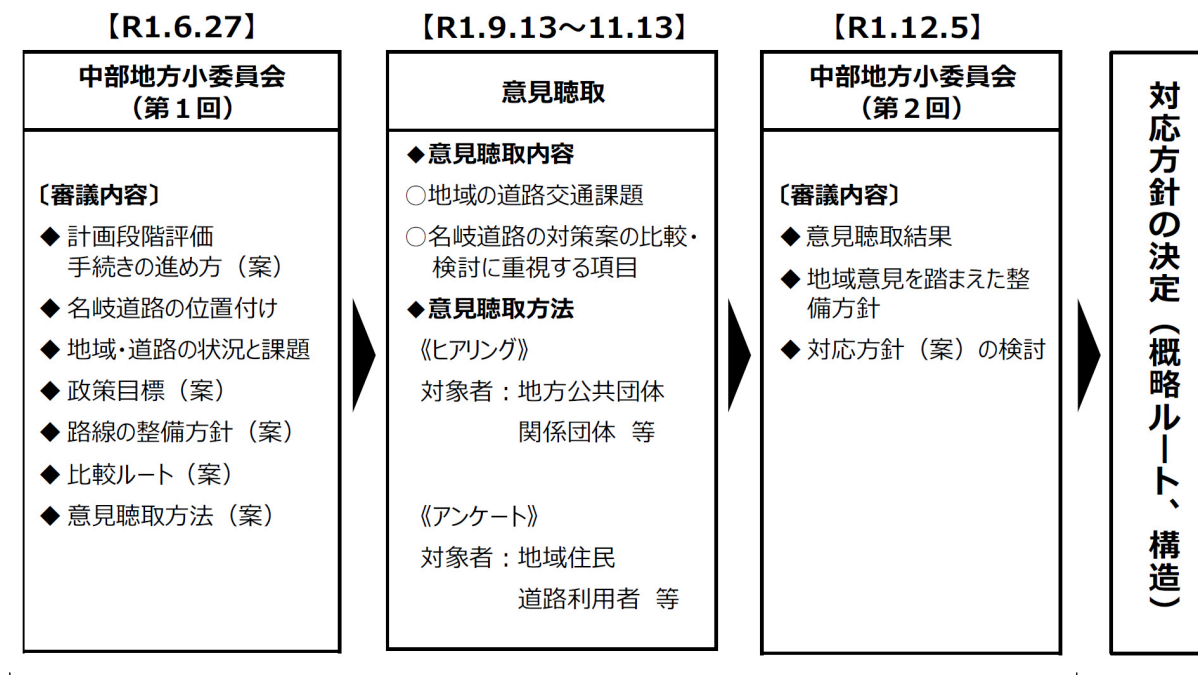 【R1.6.27】
中部地方小委員会
（第１回）
〔審議内容〕
◆ 計画段階評価
手続きの進め方（案）
◆ 名岐道路の位置付け
◆ 地域・道路の状況と課題
◆ 政策目標（案）
◆ 路線の整備方針（案）
◆ 比較ルート（案）
◆ 意見聴取方法（案）
【R1.9.13～11.13】
意見聴取
◆意見聴取内容
○地域の道路交通課題
○名岐道路の対策案の比較・
検討に重視する項目
◆意見聴取方法
《ヒアリング》
対象者：地方公共団体
関係団体 等
《アンケート》
対象者：地域住民
道路利用者 等
【R1.12.5】
中部地方小委員会
（第２回）
〔審議内容〕
◆ 意見聴取結果
◆ 地域意見を踏まえた整
備方針
◆ 対応方針（案）の検討
対応方針の決定（概略ルート、構造）